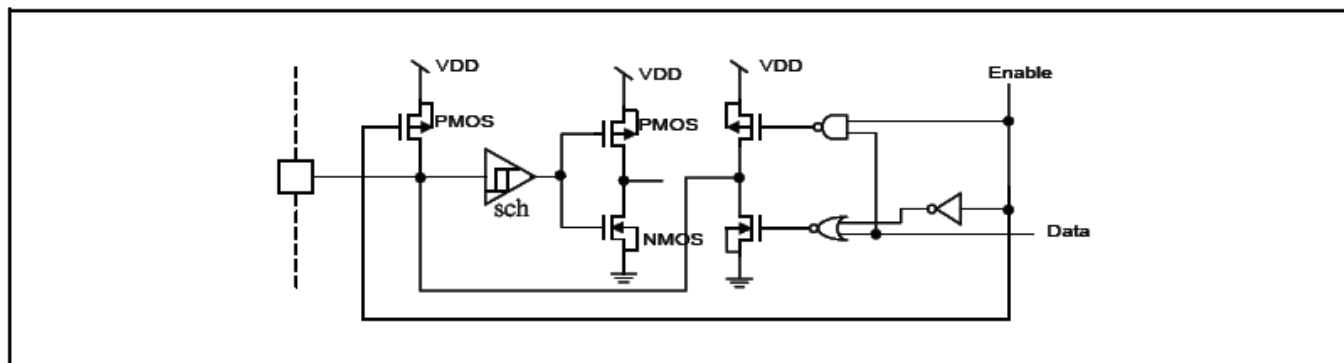 VDD
VDD
VDD
Enable
PMOS
PMOS
sch
NMOS
Data